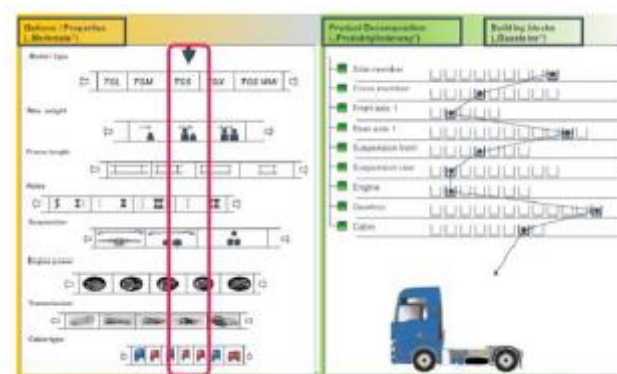 Options / Properties
(„Merkmale“)
Model / type
TGL TGM TGS TGX
Max. weight
Frame length
Axles
Suspension
Engine power
Transmission
Cabin type
Product Decomposition
(„Produktgliederung“)
Building blocks
(„Bausteine“)
Side member
Cross member
Front axle 1
Rear axle 1
Suspension front
Suspension rear
Engine
Gearbox
Cabin